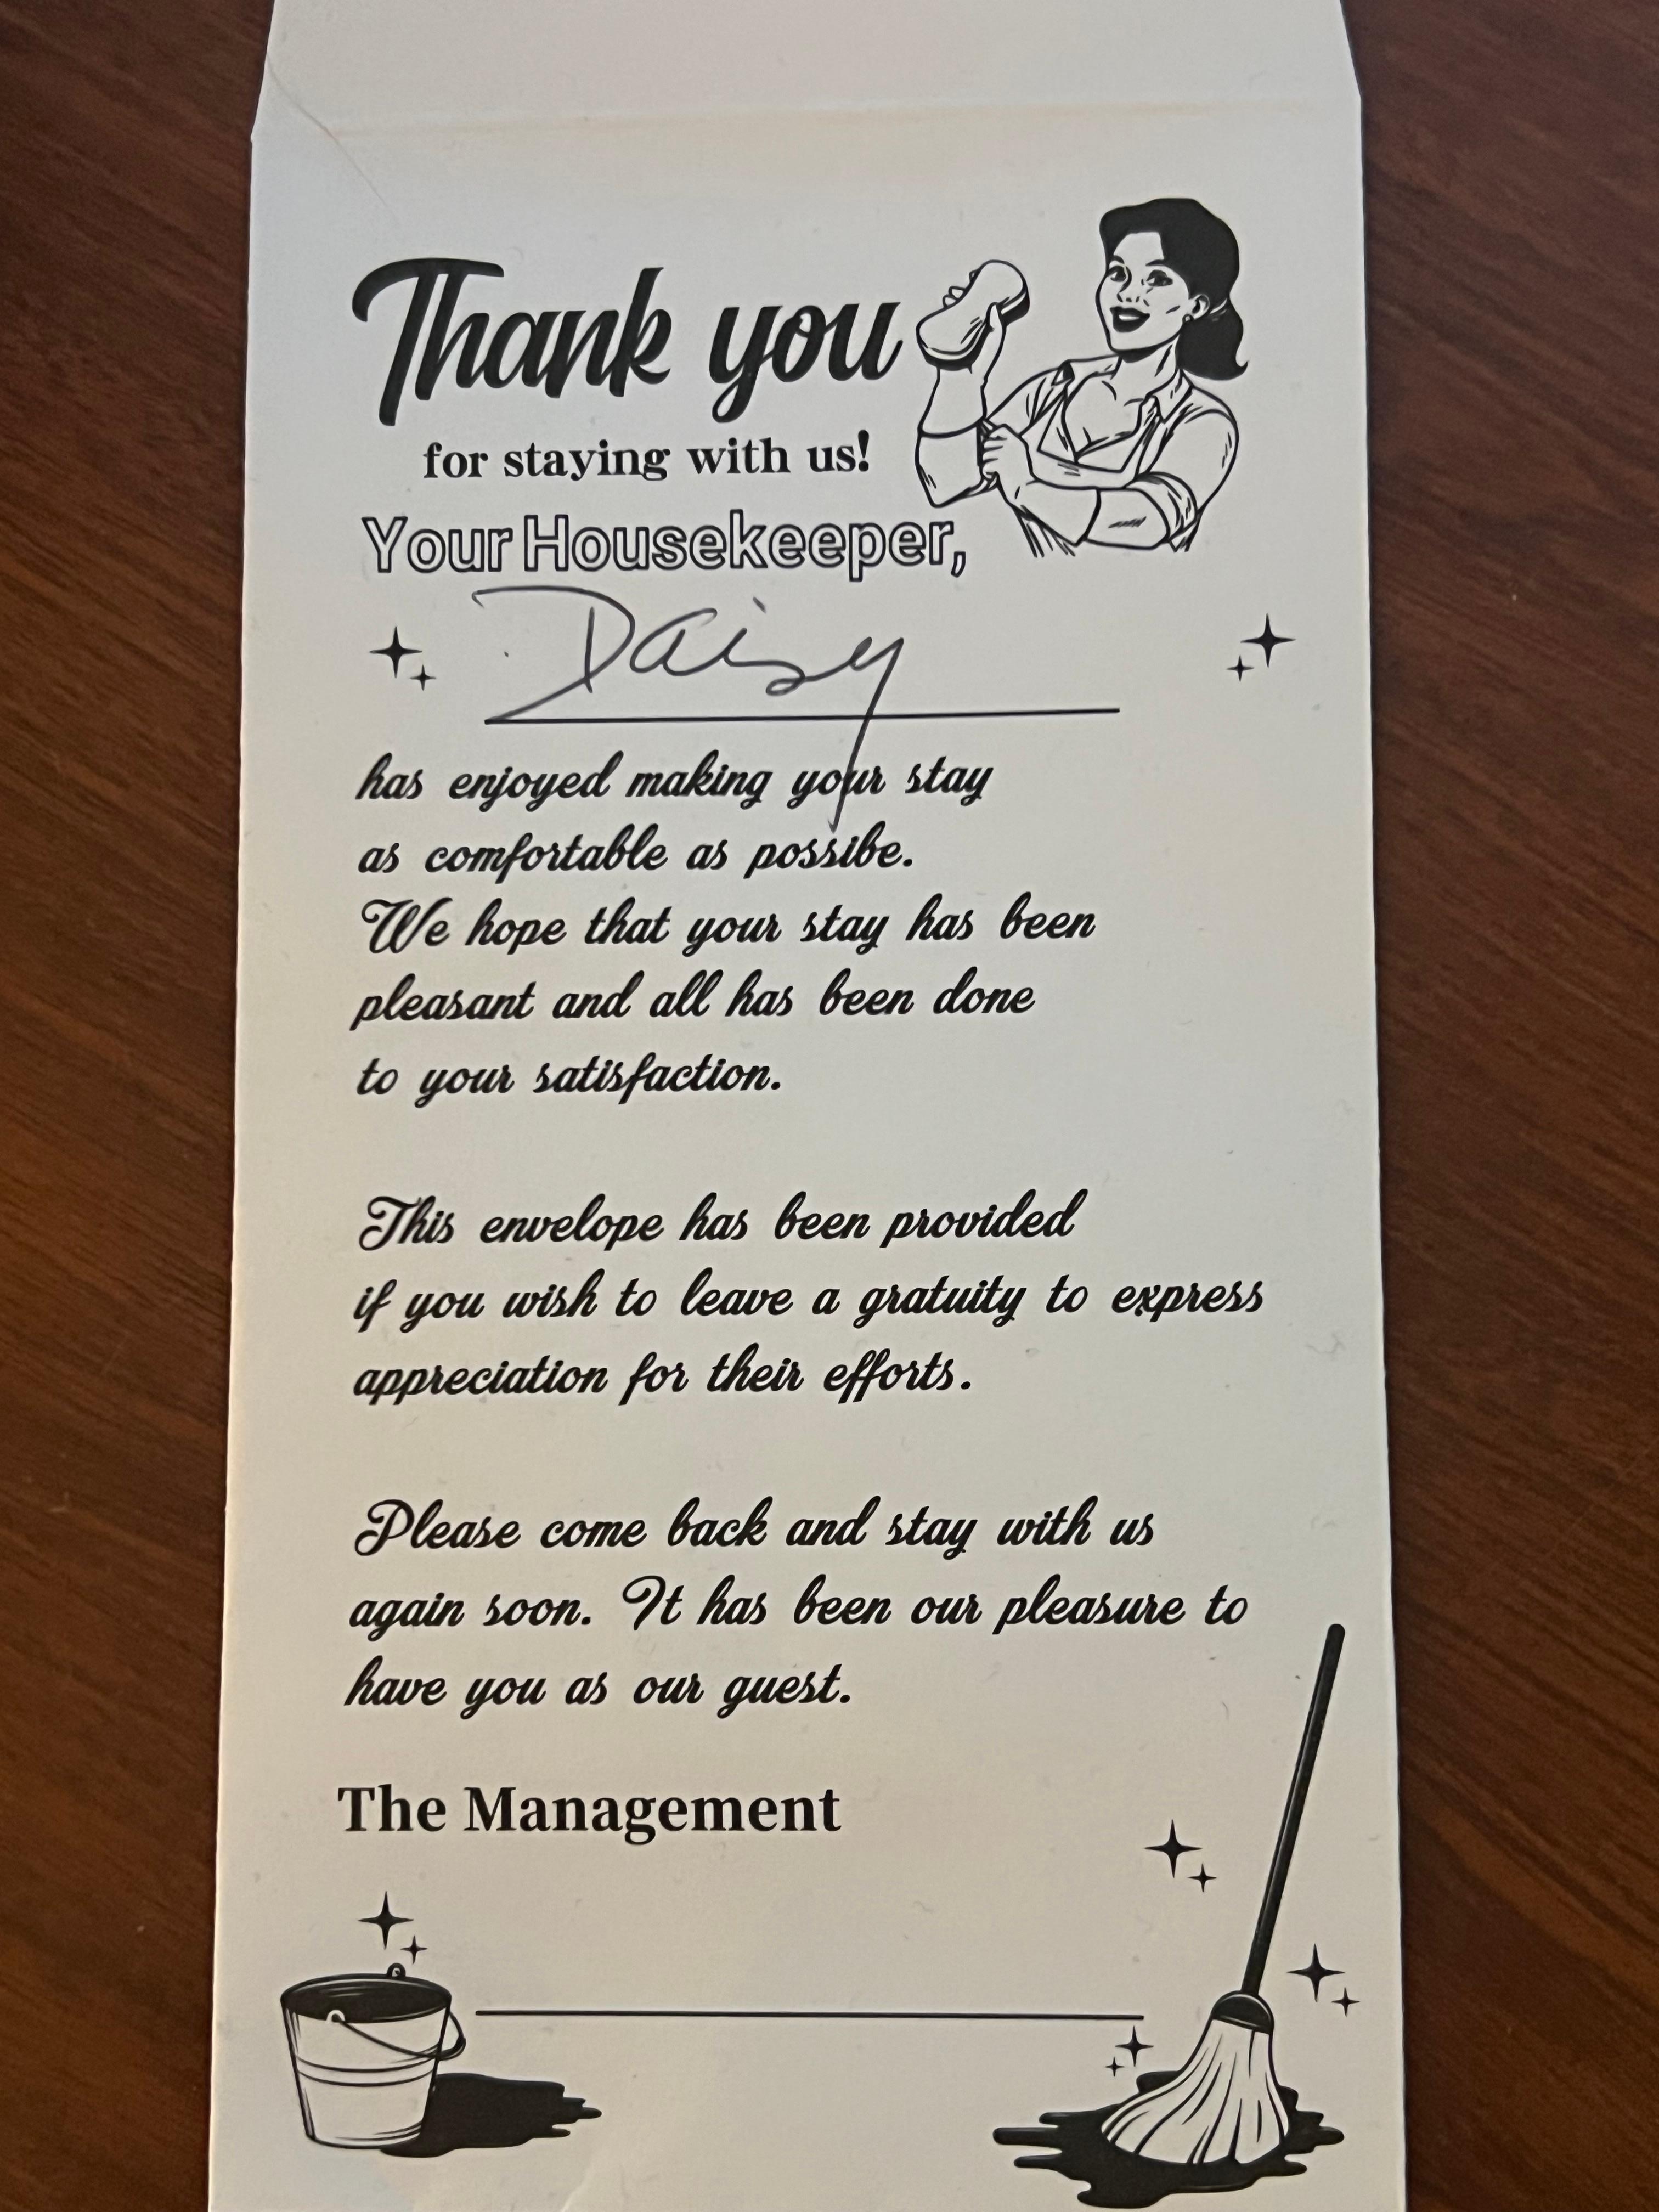 Thank you
for staying with us!
Your Housekeeper,
Daisy
has enjoyed making your stay
as comfortable as possibe.
We hope that your stay has been
pleasant and all has been done
to your satisfaction.
This envelope has been provided
if you wish to leave a gratuity to express
appreciation for their efforts.
Please come back and stay with us
again soon. It has been our pleasure to
have you as our guest.
The Management